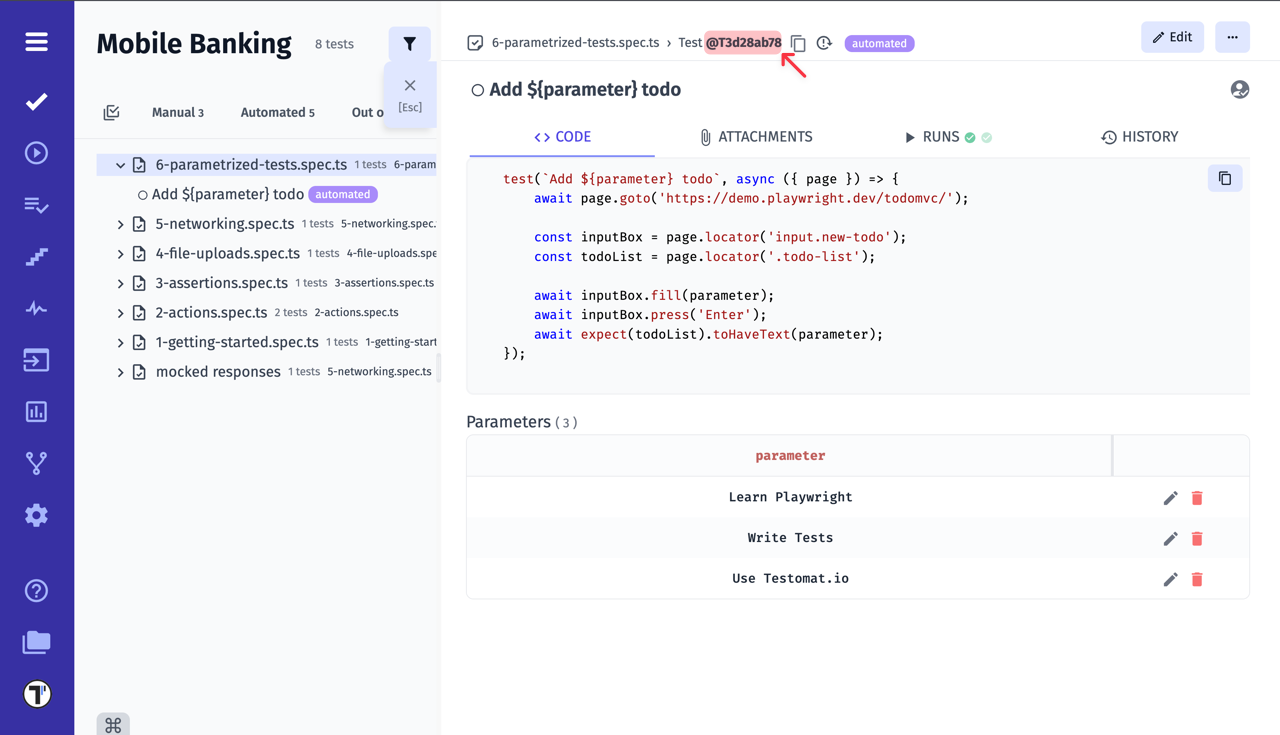 Mobile Banking 8 tests
[Esc]
Manual 3 Automated 5 Out o
6-parametrized-tests.spec.ts 1 tests 6-param
Add ${parameter} todo automated
5-networking.spec.ts 1 tests 5-networking.spec.
4-file-uploads.spec.ts 1 tests 4-file-uploads.spe
3-assertions.spec.ts 1 tests 3-assertions.spec.ts
2-actions.spec.ts 2 tests 2-actions.spec.ts
1-getting-started.spec.ts 1 tests 1-getting-start
mocked responses 1 tests 5-networking.spec.ts
6-parametrized-tests.spec.ts › Test @T3d28ab78 automated
Edit
Add ${parameter} todo
CODE ATTACHMENTS RUNS HISTORY
test(`Add ${parameter} todo`, async ({ page }) => {
await page.goto('https://demo.playwright.dev/todomvc/');
const inputBox = page.locator('input.new-todo');
const todoList = page.locator('.todo-list');
await inputBox.fill(parameter);
await inputBox.press('Enter');
await expect(todoList).toHaveText(parameter);
});
Parameters ( 3 )
parameter
Learn Playwright
Write Tests
Use Testomat.io